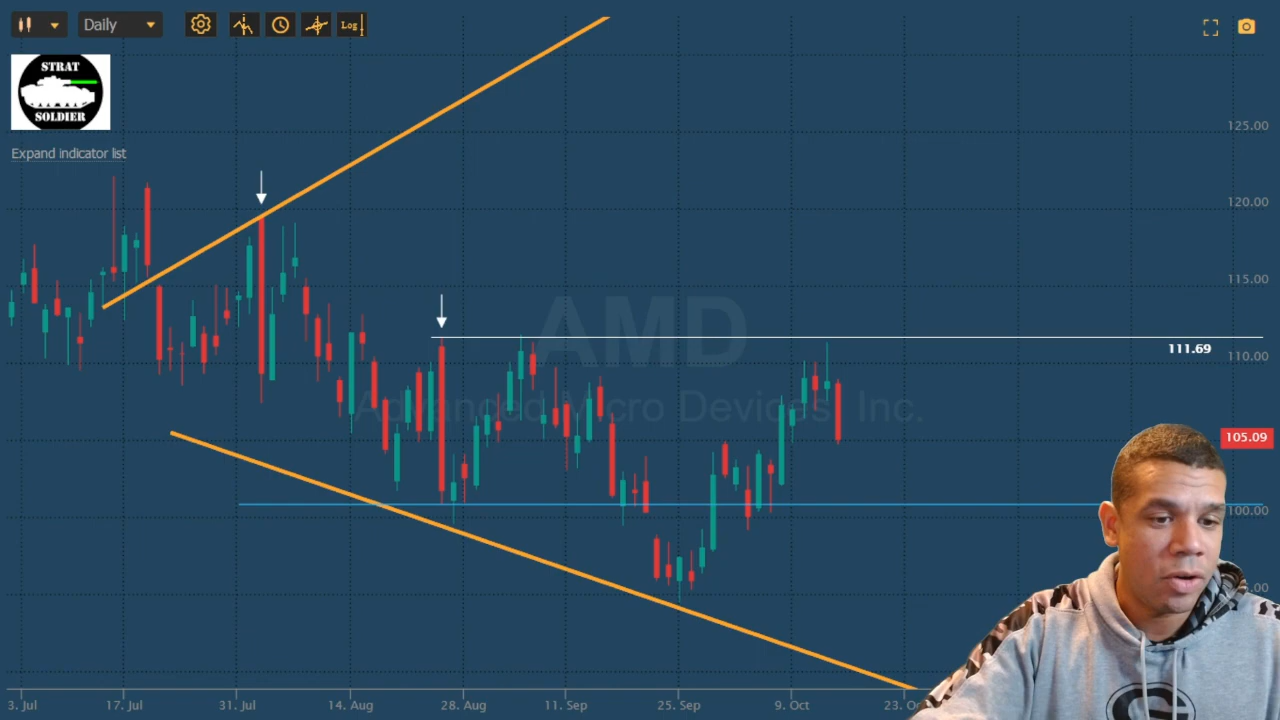 Daily
Log
STRAT
SOLDIER
Expand indicator list
125.00
120.00
115.00
110.00
111.69
105.09
100.00
AMD
Advanced Micro Devices, Inc.
3. Jul
17. Jul
31. Jul
14. Aug
28. Aug
11. Sep
25. Sep
9. Oct
23.